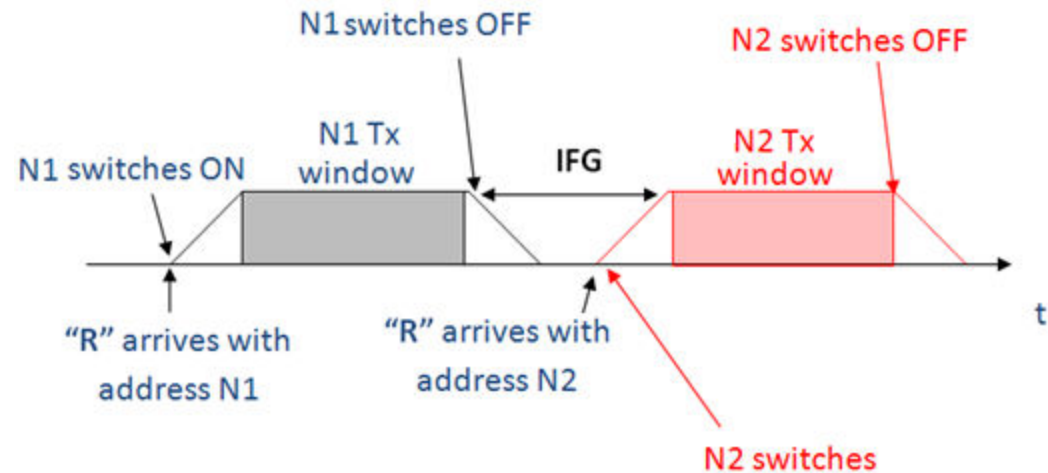 N1 switches OFF
N2 switches OFF
N1 Tx
window
IFG
N2 Tx
window
N1 switches ON
t
“R” arrives with
address N1
“R” arrives with
address N2
N2 switches